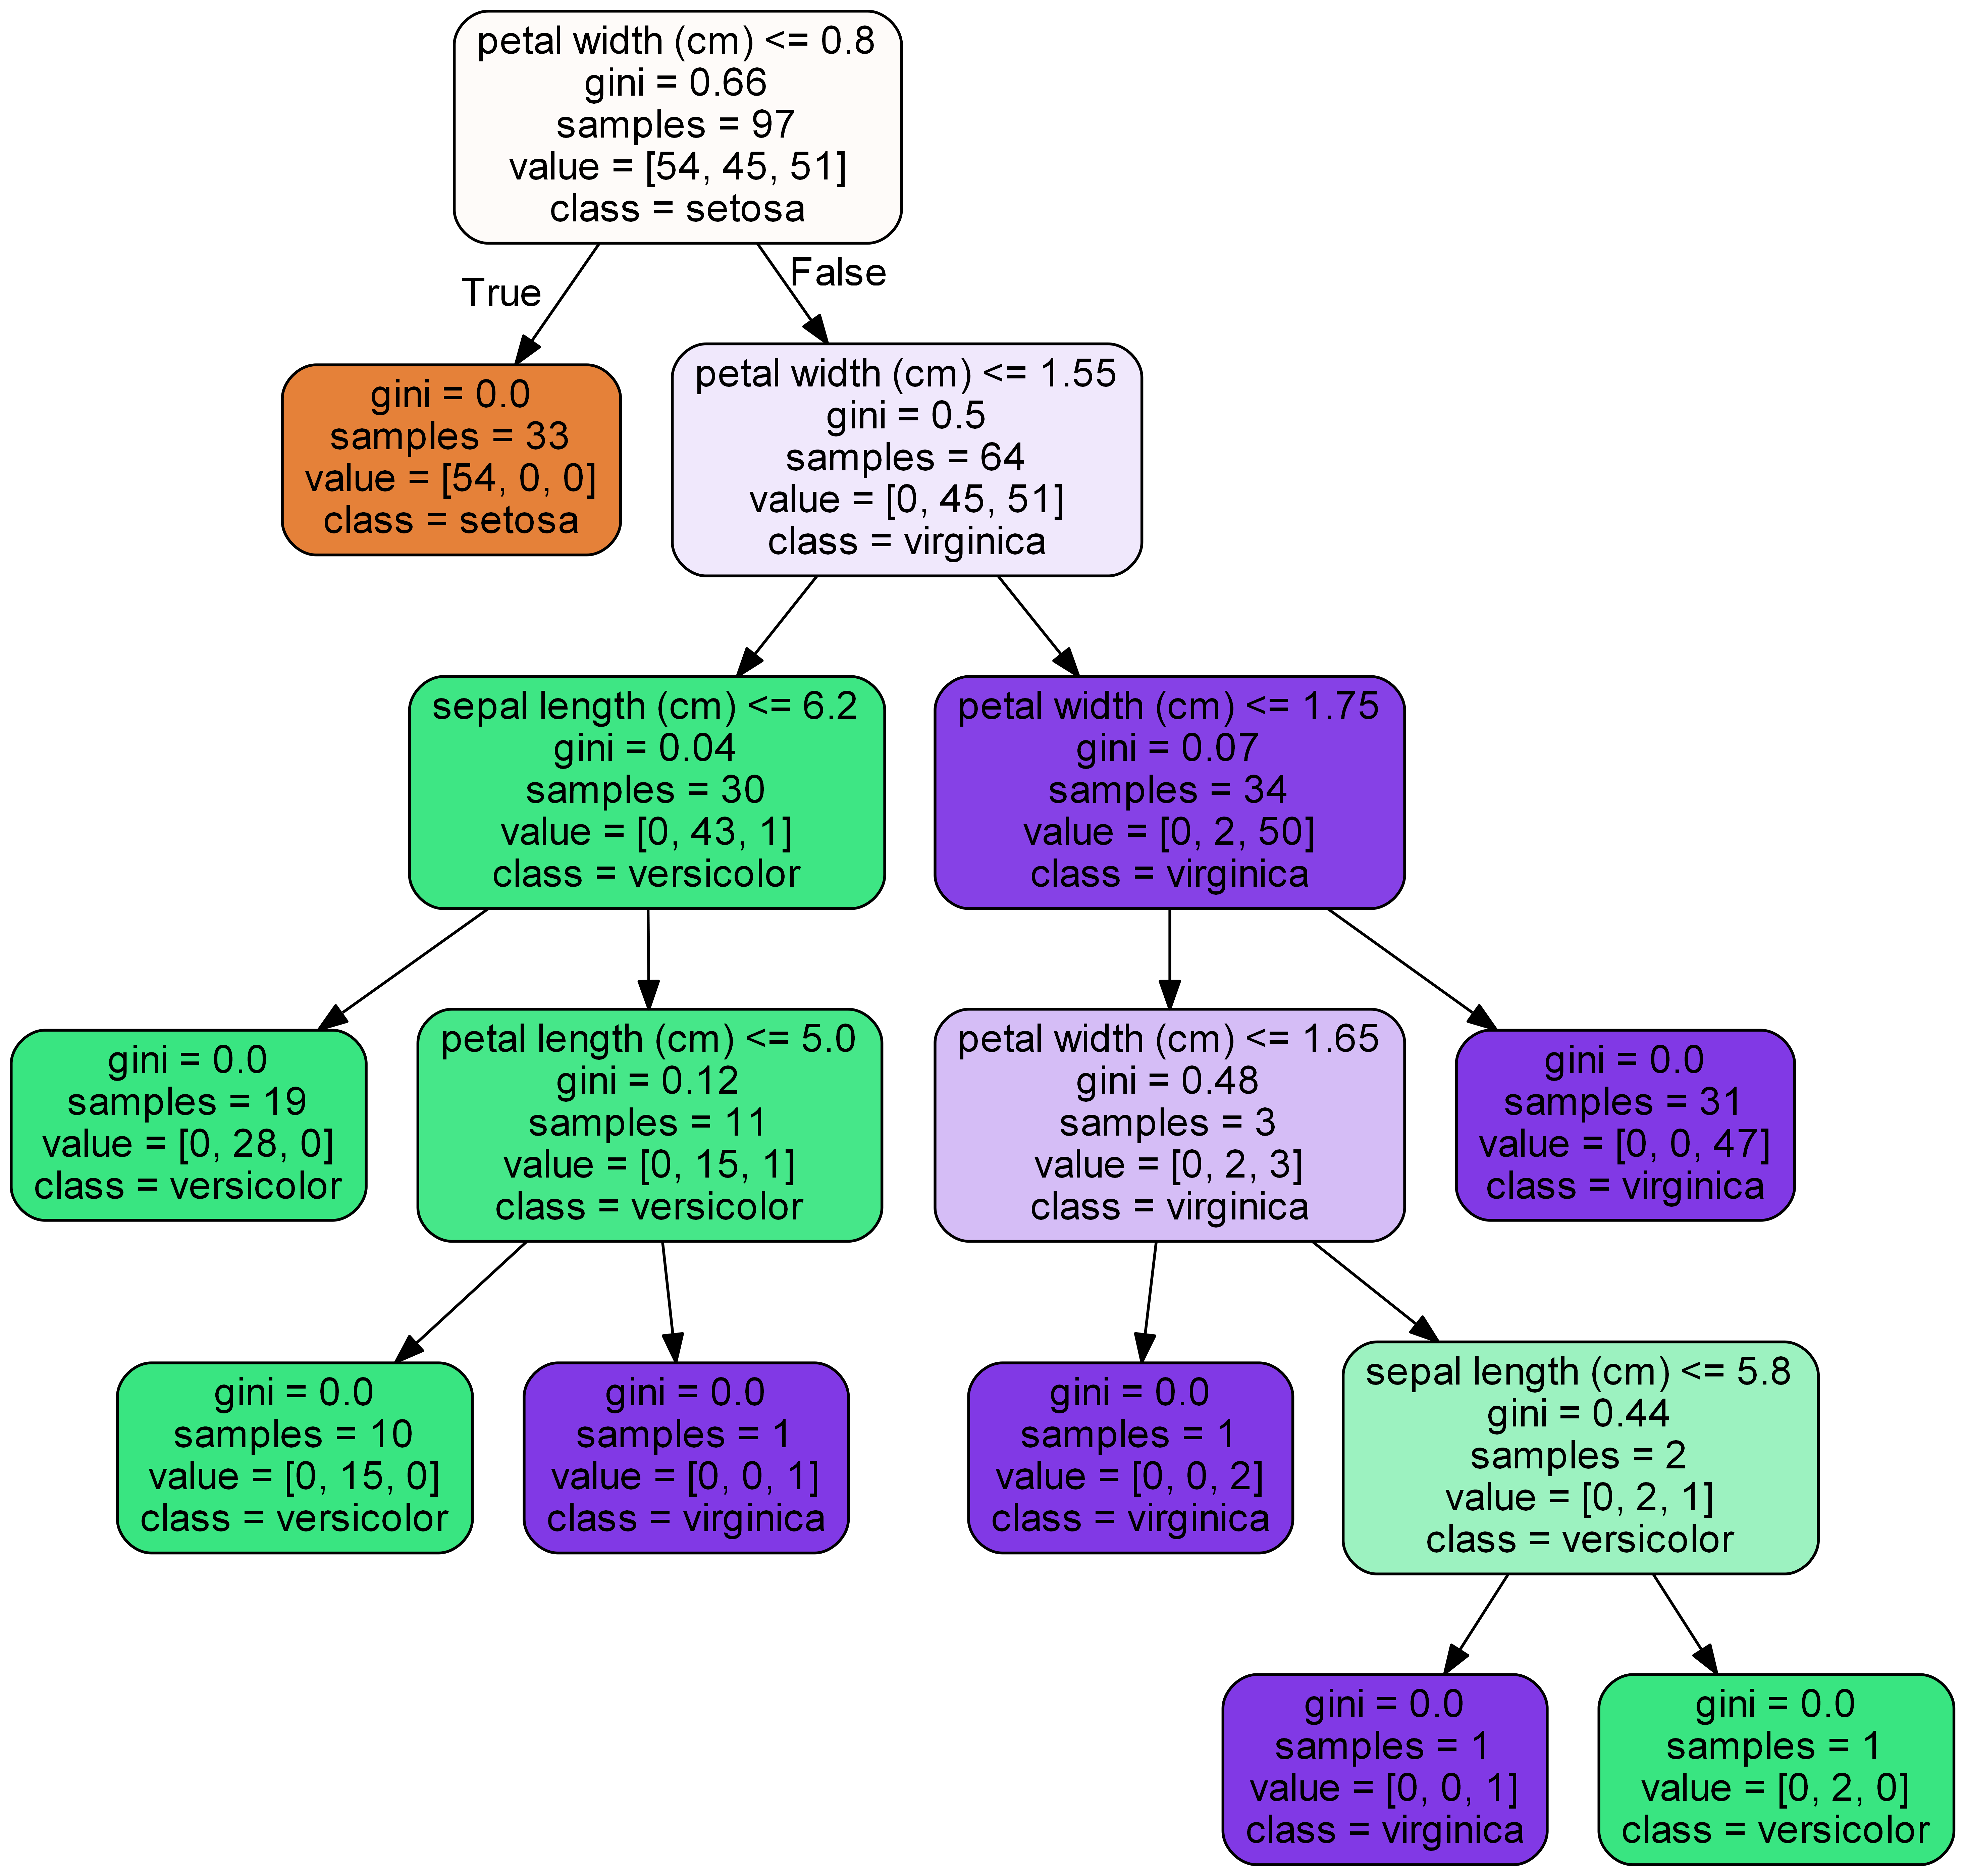 petal width (cm) <= 0.8
gini = 0.66
samples = 97
value = [54, 45, 51]
class = setosa
True
False
gini = 0.0
samples = 33
value = [54, 0, 0]
class = setosa
petal width (cm) <= 1.55
gini = 0.5
samples = 64
value = [0, 45, 51]
class = virginica
sepal length (cm) <= 6.2
gini = 0.04
samples = 30
value = [0, 43, 1]
class = versicolor
petal width (cm) <= 1.75
gini = 0.07
samples = 34
value = [0, 2, 50]
class = virginica
gini = 0.0
samples = 19
value = [0, 28, 0]
class = versicolor
petal length (cm) <= 5.0
gini = 0.12
samples = 11
value = [0, 15, 1]
class = versicolor
petal width (cm) <= 1.65
gini = 0.48
samples = 3
value = [0, 2, 3]
class = virginica
gini = 0.0
samples = 31
value = [0, 0, 47]
class = virginica
gini = 0.0
samples = 10
value = [0, 15, 0]
class = versicolor
gini = 0.0
samples = 1
value = [0, 0, 1]
class = virginica
gini = 0.0
samples = 1
value = [0, 0, 2]
class = virginica
sepal length (cm) <= 5.8
gini = 0.44
samples = 2
value = [0, 2, 1]
class = versicolor
gini = 0.0
samples = 1
value = [0, 0, 1]
class = virginica
gini = 0.0
samples = 1
value = [0, 2, 0]
class = versicolor